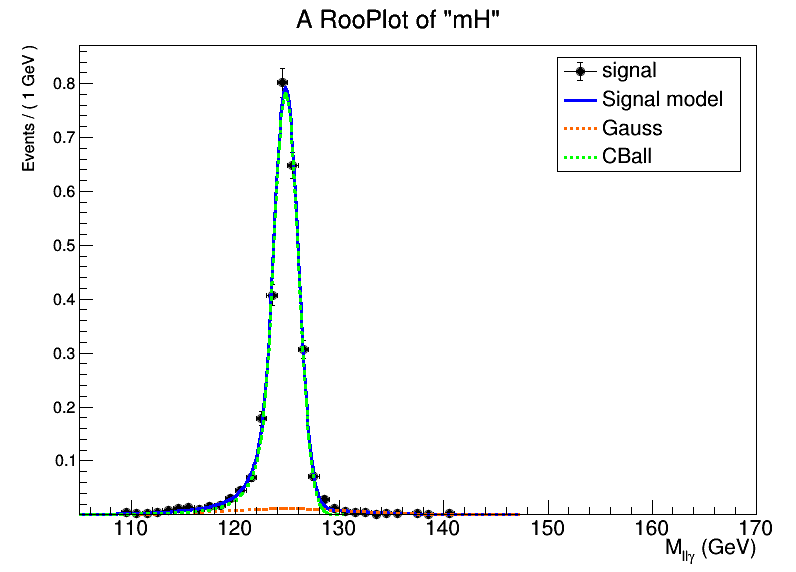 A RooPlot of "mH"
Events / ( 1 GeV )
0.8
0.7
0.6
0.5
0.4
0.3
0.2
0.1
signal
Signal model
Gauss
CBall
110 120 130 140 150 160 170
M_llγ (GeV)